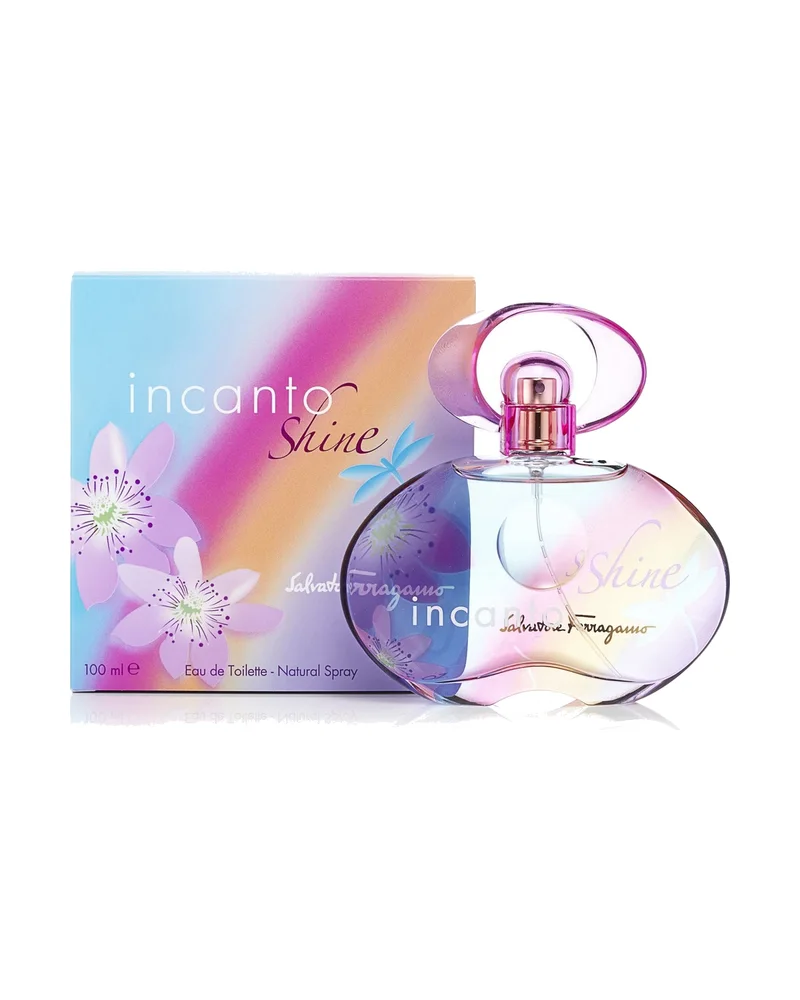 incanto
Shine
Salvatore Ferragamo
100 ml e
Eau de Toilette - Natural Spray
Shine
incanto
Salvatore Ferragamo